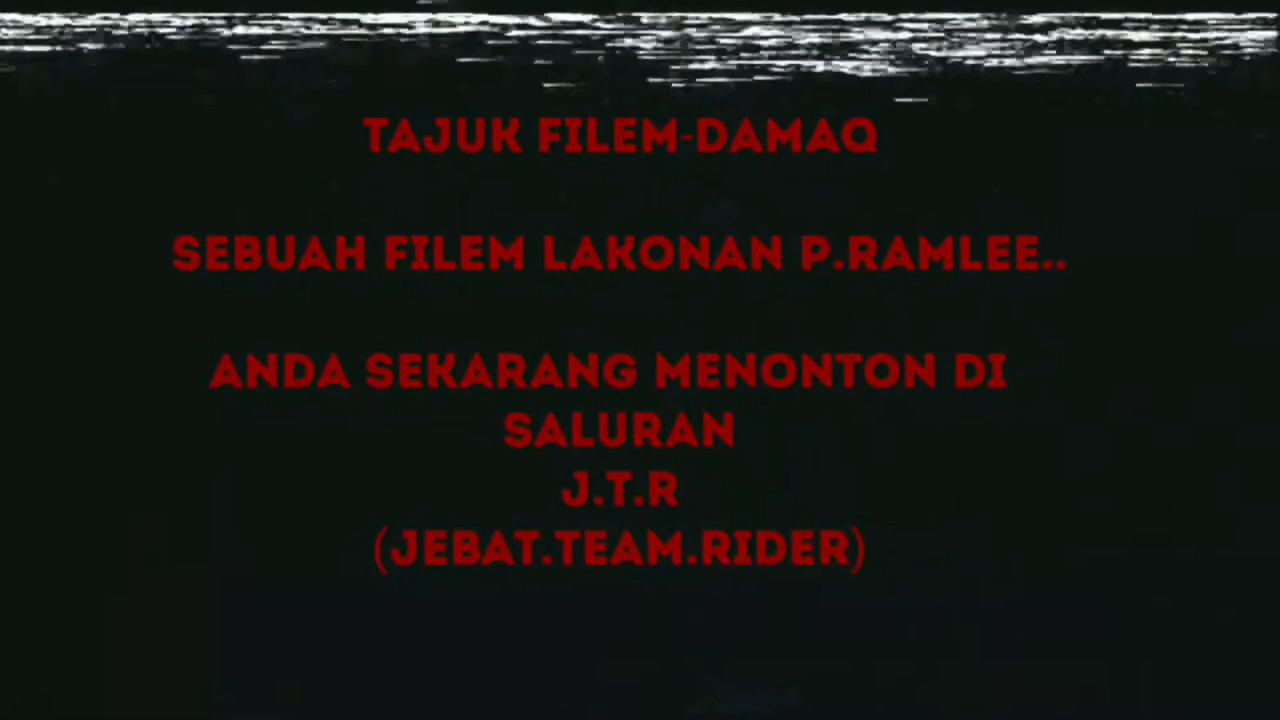 TAJUK FILEM-DAMAQ
SEBUAH FILEM LAKONAN P.RAMLEE..
ANDA SEKARANG MENONTON DI
SALURAN
J.T.R
(JEBAT.TEAM.RIDER)